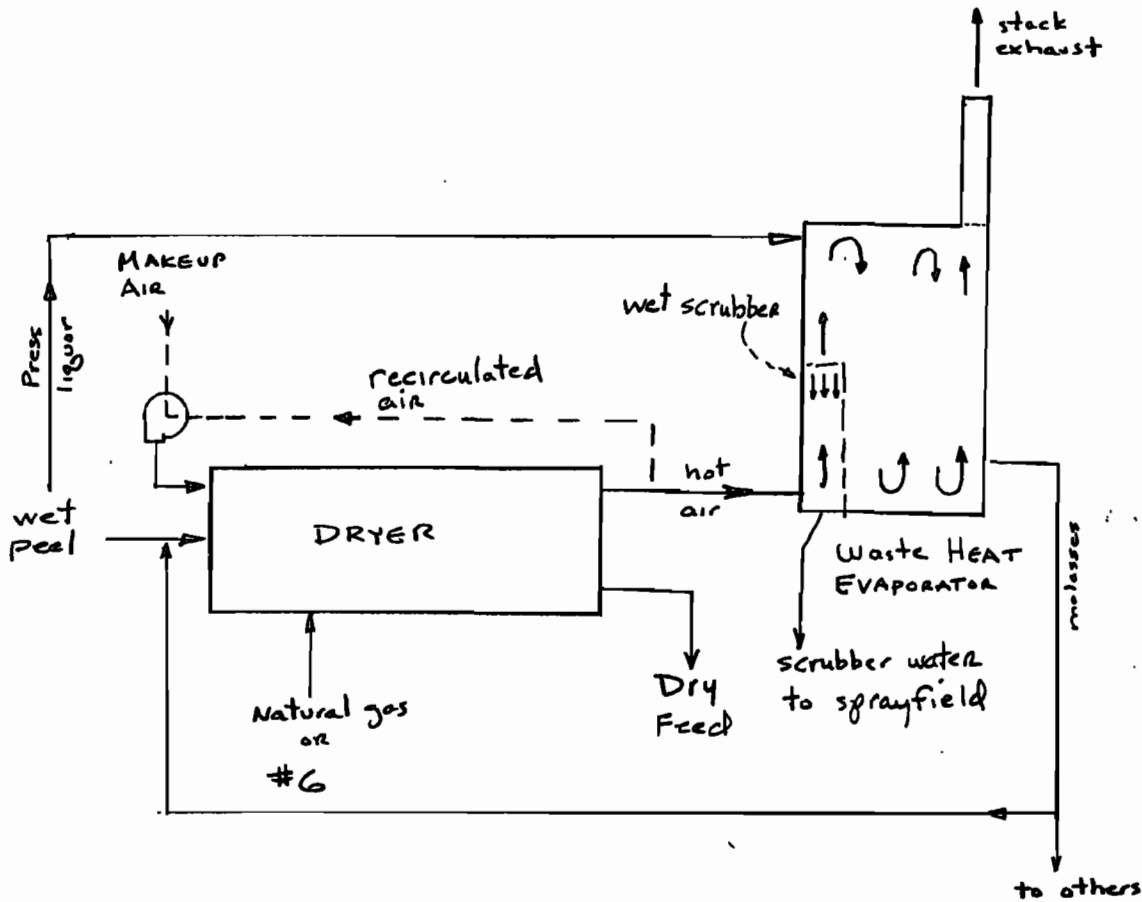 stack
exhaust
MAKEUP
AIR
Press
liquor
wet scrubber
recirculated
air
hot
air
wet
peel
DRYER
Waste HEAT
EVAPORATOR
molasses
scrubber water
to sprayfield
Dry
Feed
Natural gas
or
#6
to others